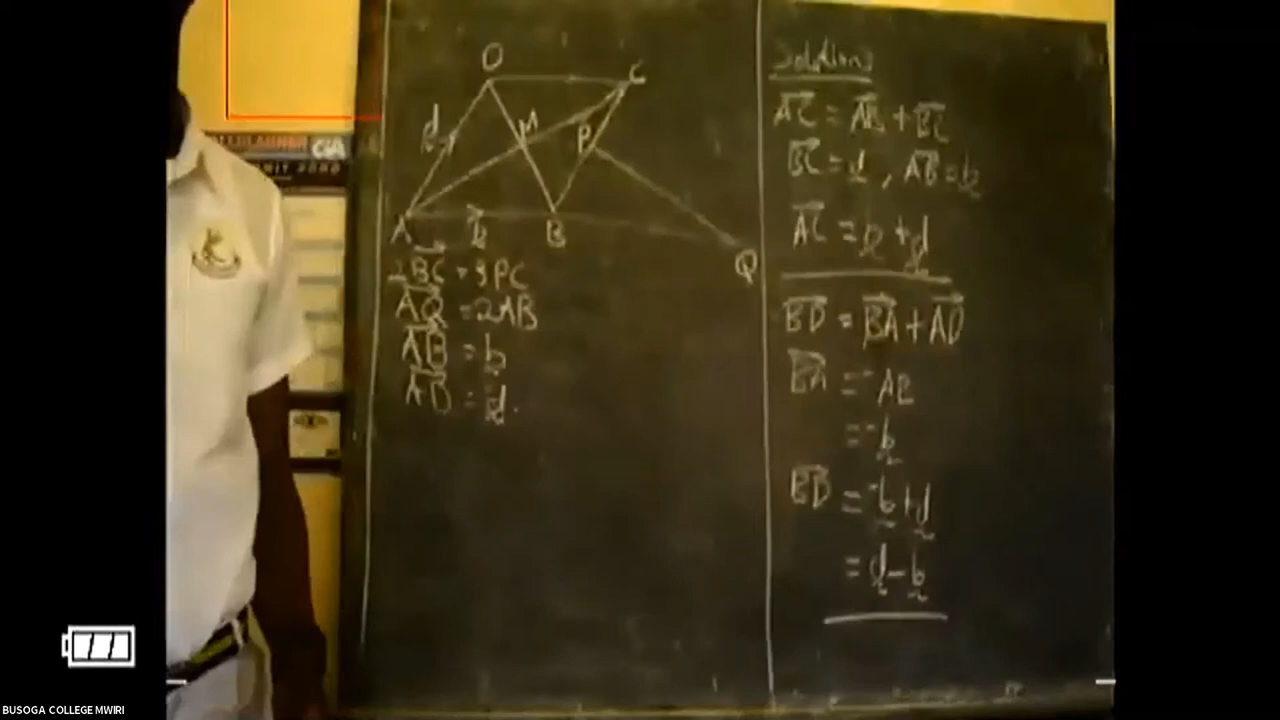 D
C
d
M
P
A
b
B
Q
2BC = 3PC
AQ = 2AB
AB = b
AD = d.
Solutions
AC = AB + BC
BC = d, AB = b
AC = b + d
BD = BA + AD
BA = -AB
= -b
BD = -b + d
= d - b
BUSOGA COLLEGE MWIRI